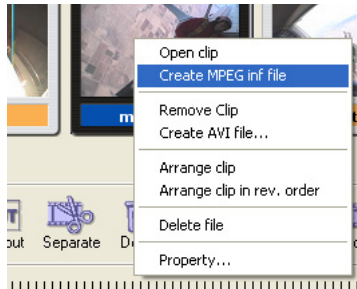 Open clip
Create MPEG inf file
Remove Clip
Create AVI file...
Arrange clip
Arrange clip in rev. order
Delete file
Property...
Separate